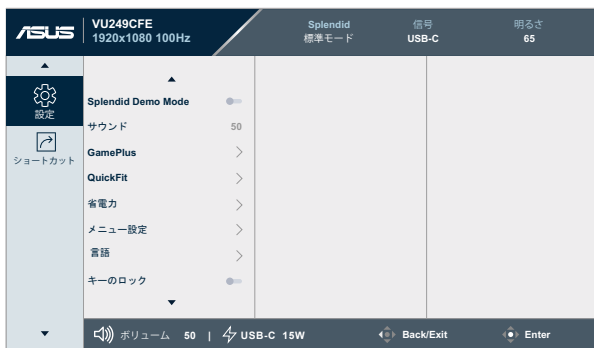 ASUS
VU249CFE
1920x1080 100Hz
Splendid
標準モード
信号
USB-C
明るさ
65
設定
ショートカット
Splendid Demo Mode
サウンド 50
GamePlus
QuickFit
省電力
メニュー設定
言語
キーのロック
ボリューム 50 | USB-C 15W Back/Exit Enter